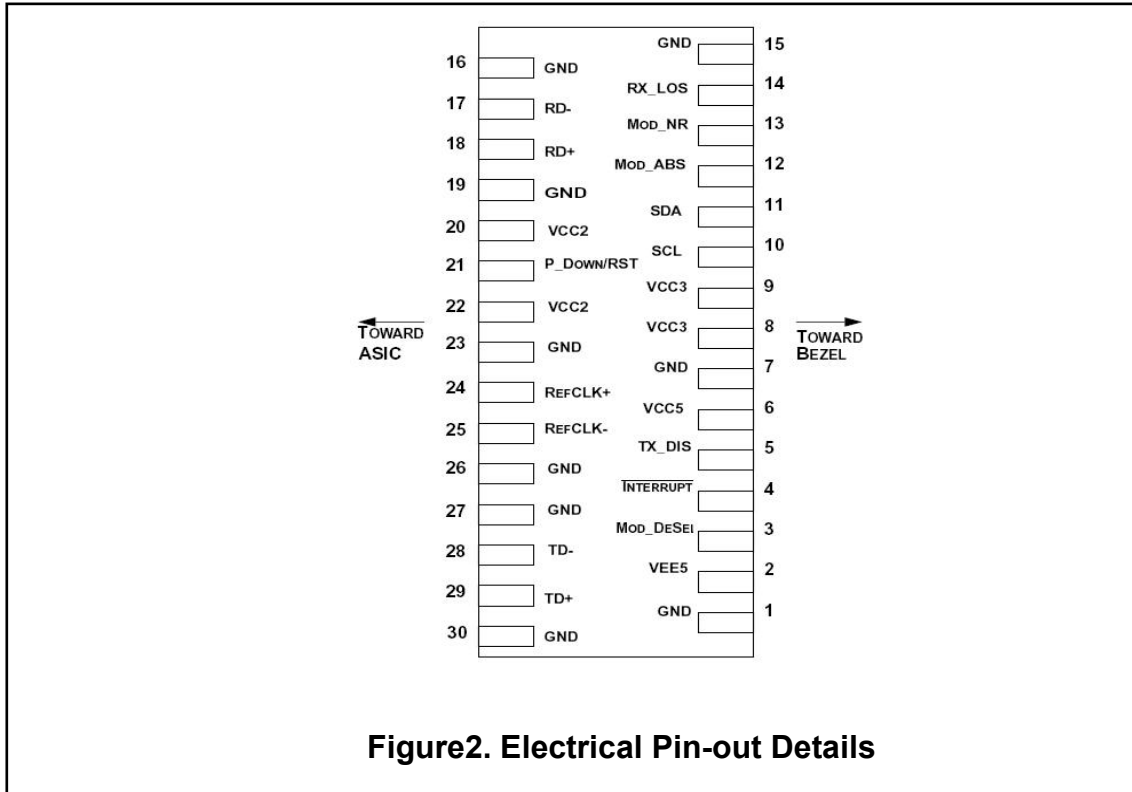 GND 15
16 GND
RX_LOS 14
17 RD-
MOD_NR 13
18 RD+
MOD_ABS 12
19 GND
SDA 11
20 VCC2
SCL 10
21 P_DOWN/RST
VCC3 9
22 VCC2
VCC3 8
TOWARD
ASIC
TOWARD
BEZEL
23 GND
GND 7
24 REFCLK+
VCC5 6
25 REFCLK-
TX_DIS 5
26 GND
INTERRUPT 4
27 GND
MOD_DESEl 3
28 TD-
VEE5 2
29 TD+
GND 1
30 GND
Figure2. Electrical Pin-out Details